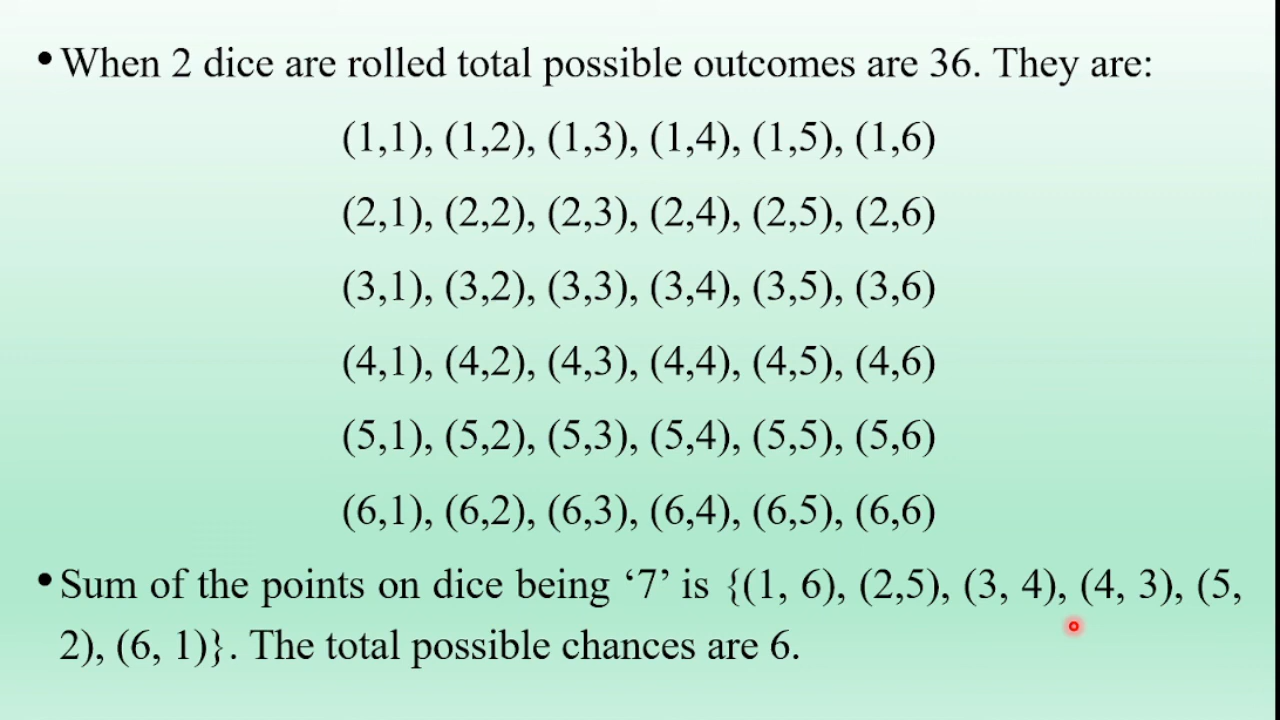 •When 2 dice are rolled total possible outcomes are 36. They are:
(1,1), (1,2), (1,3), (1,4), (1,5), (1,6)
(2,1), (2,2), (2,3), (2,4), (2,5), (2,6)
(3,1), (3,2), (3,3), (3,4), (3,5), (3,6)
(4,1), (4,2), (4,3), (4,4), (4,5), (4,6)
(5,1), (5,2), (5,3), (5,4), (5,5), (5,6)
(6,1), (6,2), (6,3), (6,4), (6,5), (6,6)
•Sum of the points on dice being ‘7’ is {(1, 6), (2,5), (3, 4), (4, 3), (5,
2), (6, 1)}. The total possible chances are 6.